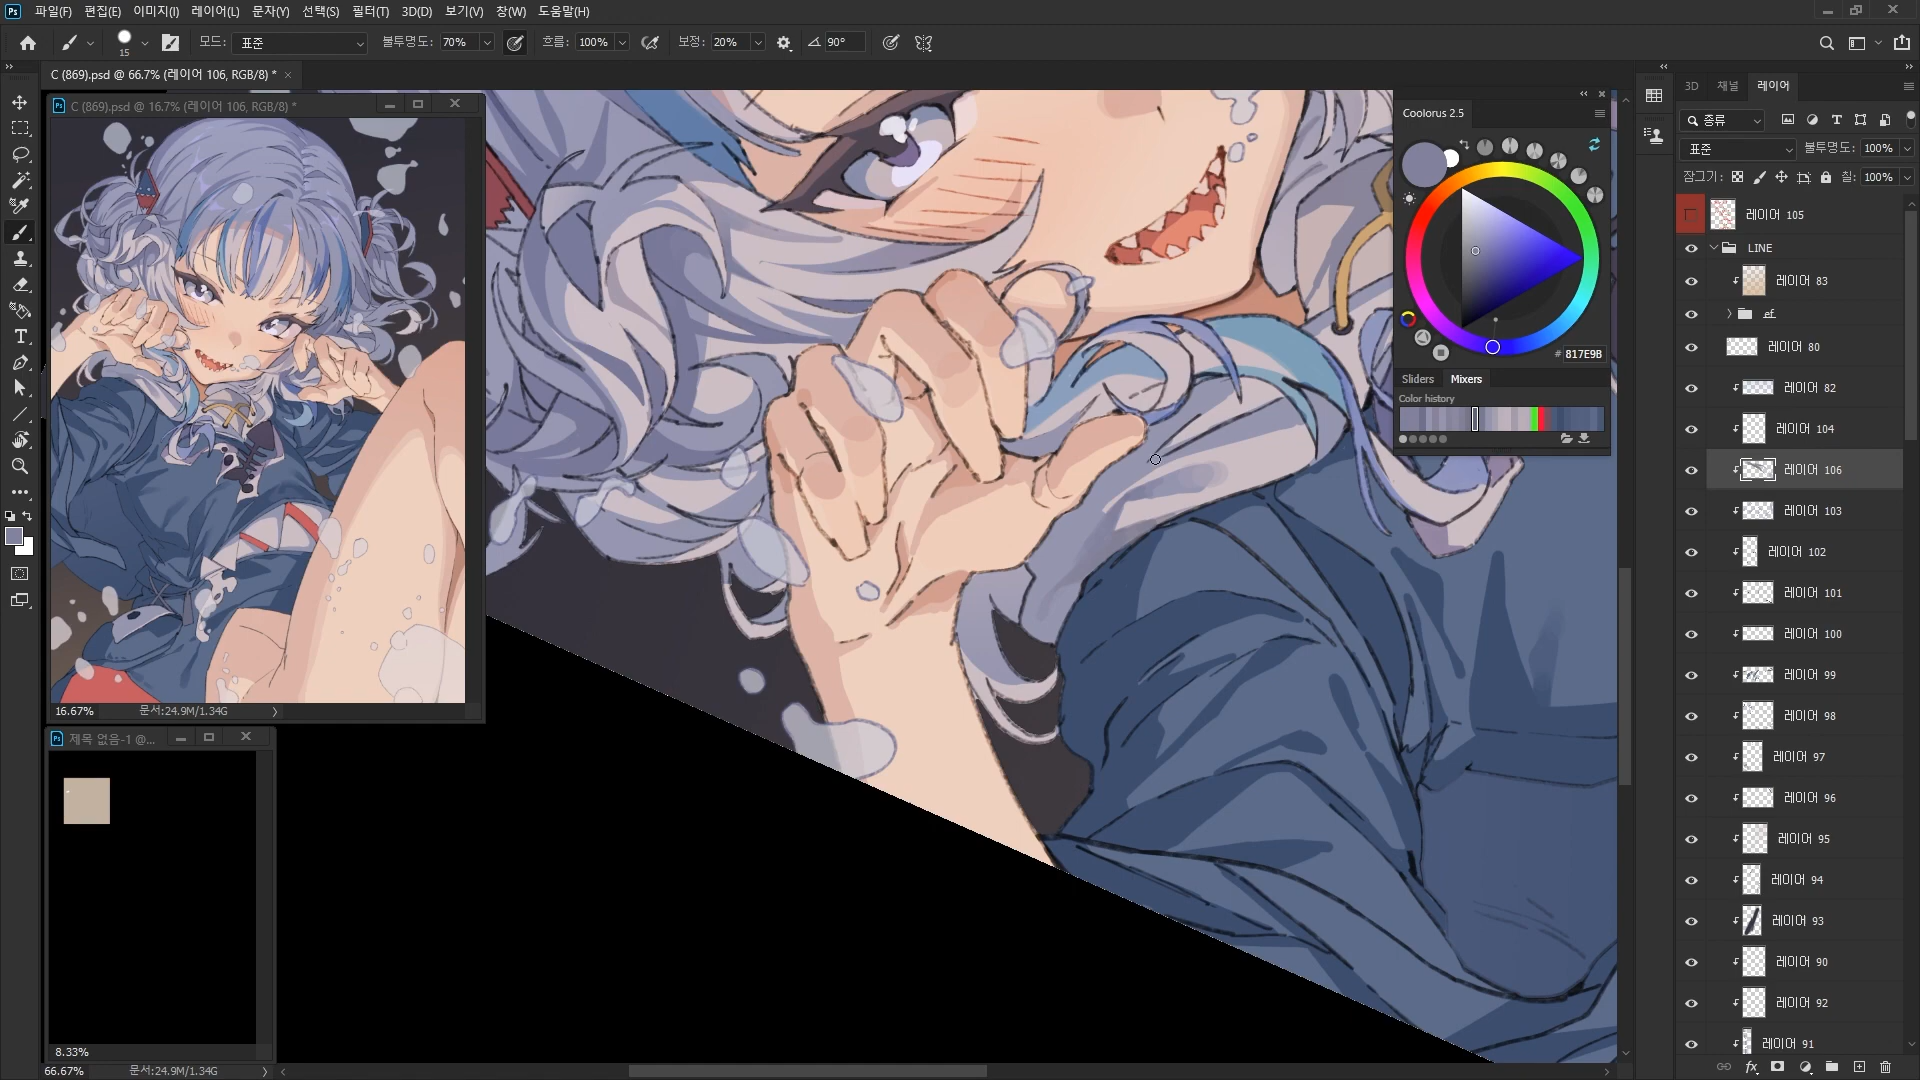 Ps 파일(F) 편집(E) 이미지(I) 레이어(L) 문자(Y) 선택(S) 필터(T) 3D(D) 보기(V) 창(W) 도움말(H)
15 모드: 표준 불투명도: 70% 흐름: 100% 보정: 20% 90°
C (869).psd @ 66.7% (레이어 106, RGB/8) *
Ps C (869).psd @ 16.7% (레이어 106, RGB/8) *
16.67% 문서:24.9M/1.34G
Ps 제목 없음-1 @...
8.33%
66.67% 문서:24.9M/1.34G
Coolorus 2.5
# 817E9B
Sliders Mixers
Color history
3D 채널 레이어
종류
표준 불투명도: 100%
잠그기: 칠: 100%
레이어 105
LINE
레이어 83
ef
레이어 80
레이어 82
레이어 104
레이어 106
레이어 103
레이어 102
레이어 101
레이어 100
레이어 99
레이어 98
레이어 97
레이어 96
레이어 95
레이어 94
레이어 93
레이어 90
레이어 92
레이어 91
fx